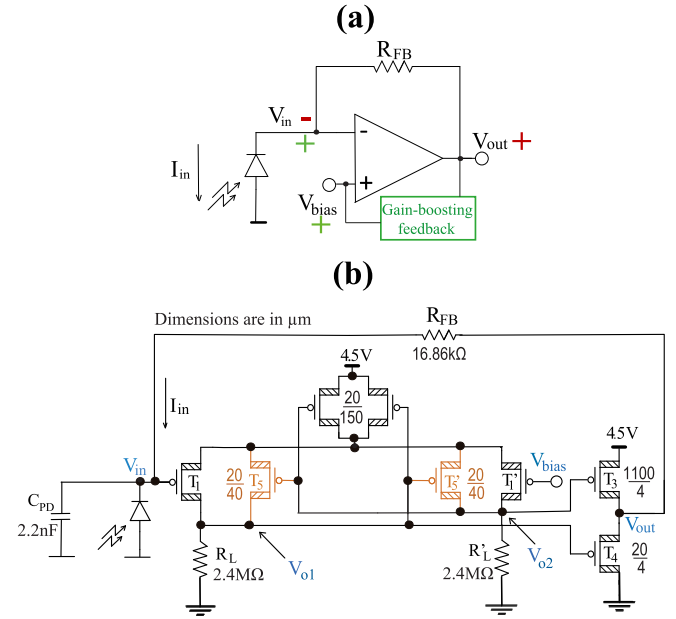 (a)
R_FB
V_in -
+
V_out +
I_in
-
+
V_bias
+
Gain-boosting
feedback
(b)
Dimensions are in µm
R_FB
16.86kΩ
4.5V
I_in
20
150
4.5V
V_in
T_1
20
40
T_5
T_5'
20
40
T_1'
V_bias
T_3
1100
4
C_PD
2.2nF
V_out
R_L
2.4MΩ
V_o1
R'_L
2.4MΩ
V_o2
T_4
20
4